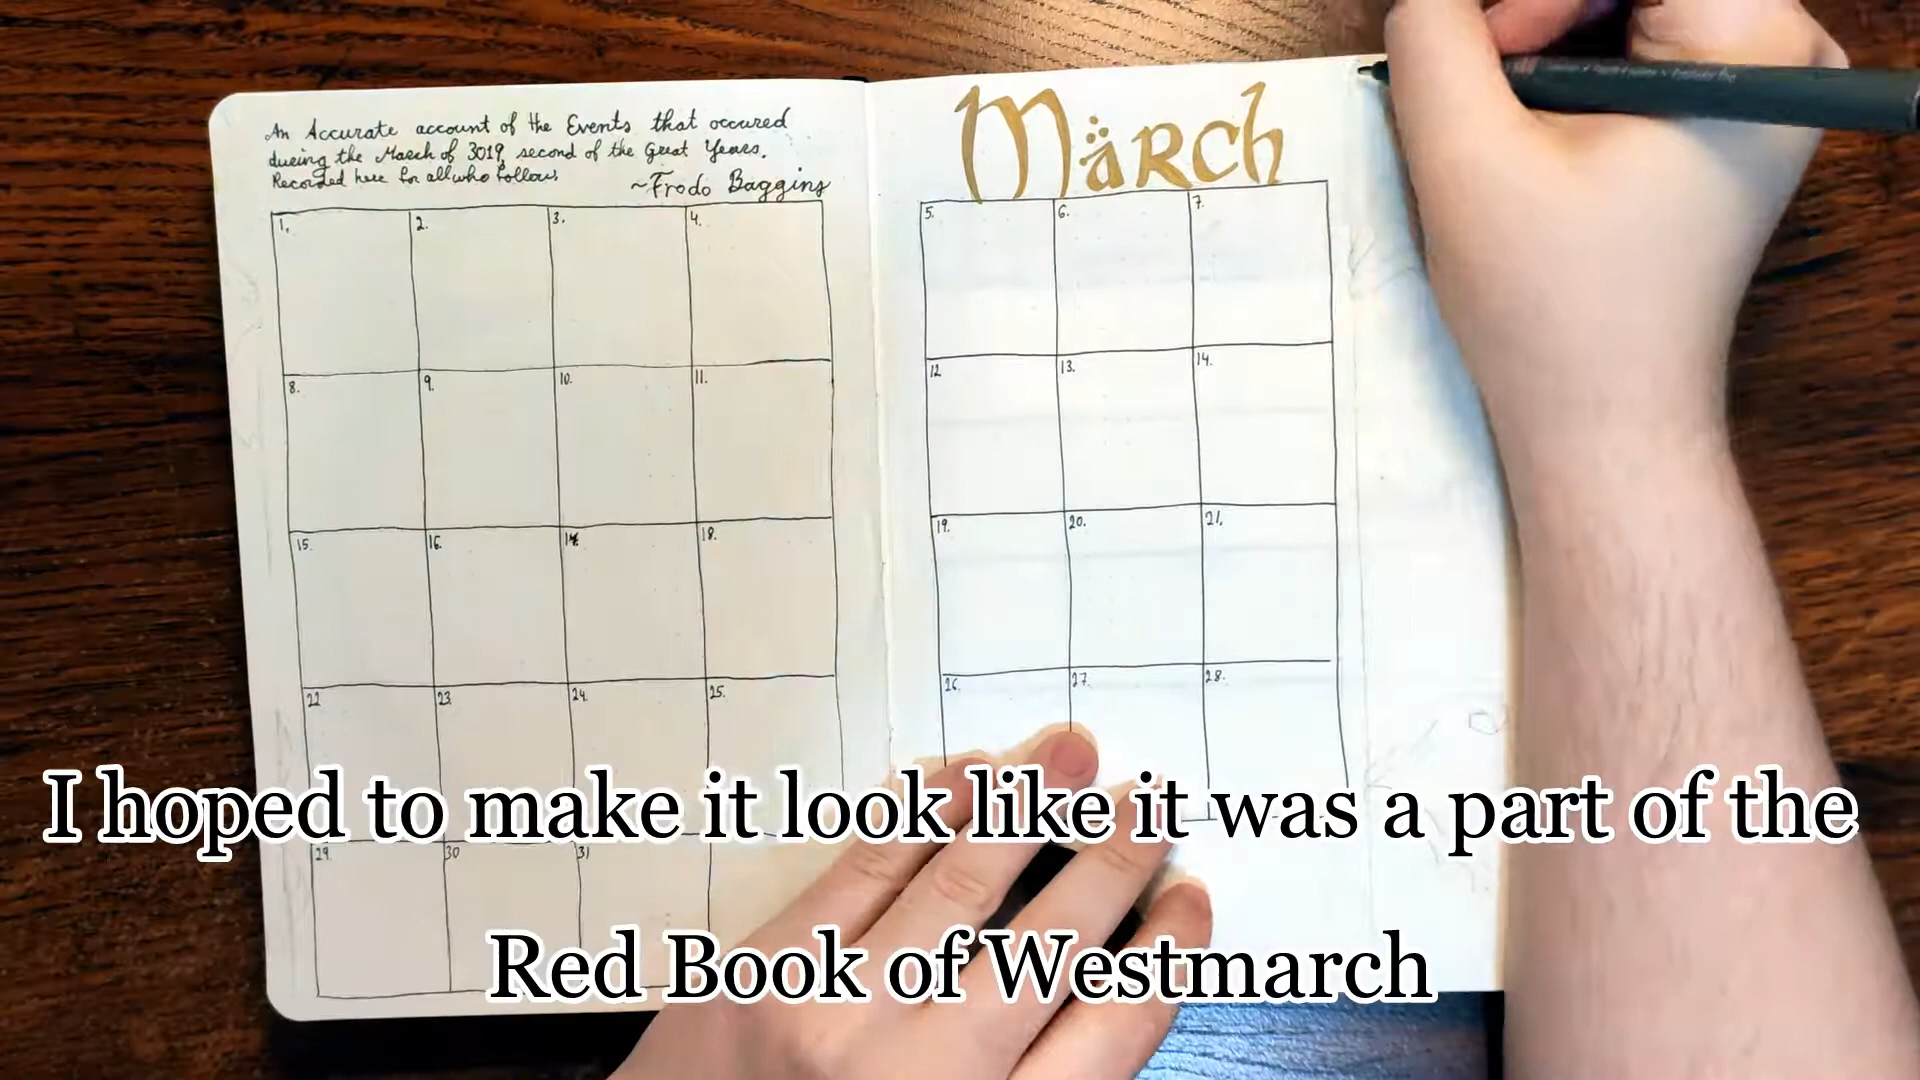 An Accurate account of the Events that occured
dueing the March of 3019, second of the Great Years.
Recorded here for all who follow.
~Frodo Baggins
March
1. 2. 3. 4. 5. 6. 7.
8. 9. 10. 11. 12 13. 14.
15. 16. 18. 19. 20. 21.
22 23. 24. 25. 26. 27. 28.
29. 30 31
I hoped to make it look like it was a part of the
Red Book of Westmarch